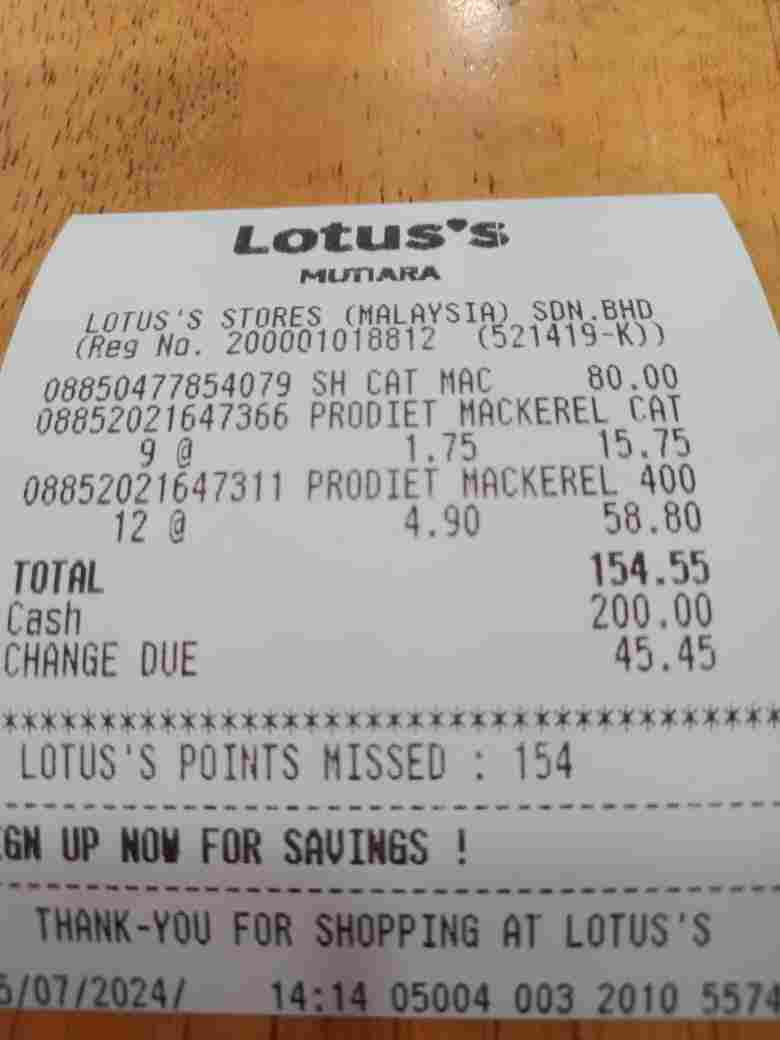 Lotus's
MUTIARA
LOTUS'S STORES (MALAYSIA) SDN.BHD
(Reg No. 200001018812 (521419-K))
08850477854079 SH CAT MAC 80.00
08852021647366 PRODIET MACKEREL CAT
9 @ 1.75 15.75
08852021647311 PRODIET MACKEREL 400
12 @ 4.90 58.80
TOTAL 154.55
Cash 200.00
CHANGE DUE 45.45
****************************************
LOTUS'S POINTS MISSED : 154
IGN UP NOW FOR SAVINGS !
THANK-YOU FOR SHOPPING AT LOTUS'S
/07/2024/ 14:14 05004 003 2010 5574